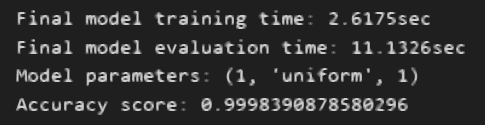 Final model training time: 2.6175sec
Final model evaluation time: 11.1326sec
Model parameters: (1, 'uniform', 1)
Accuracy score: 0.9998390878580296